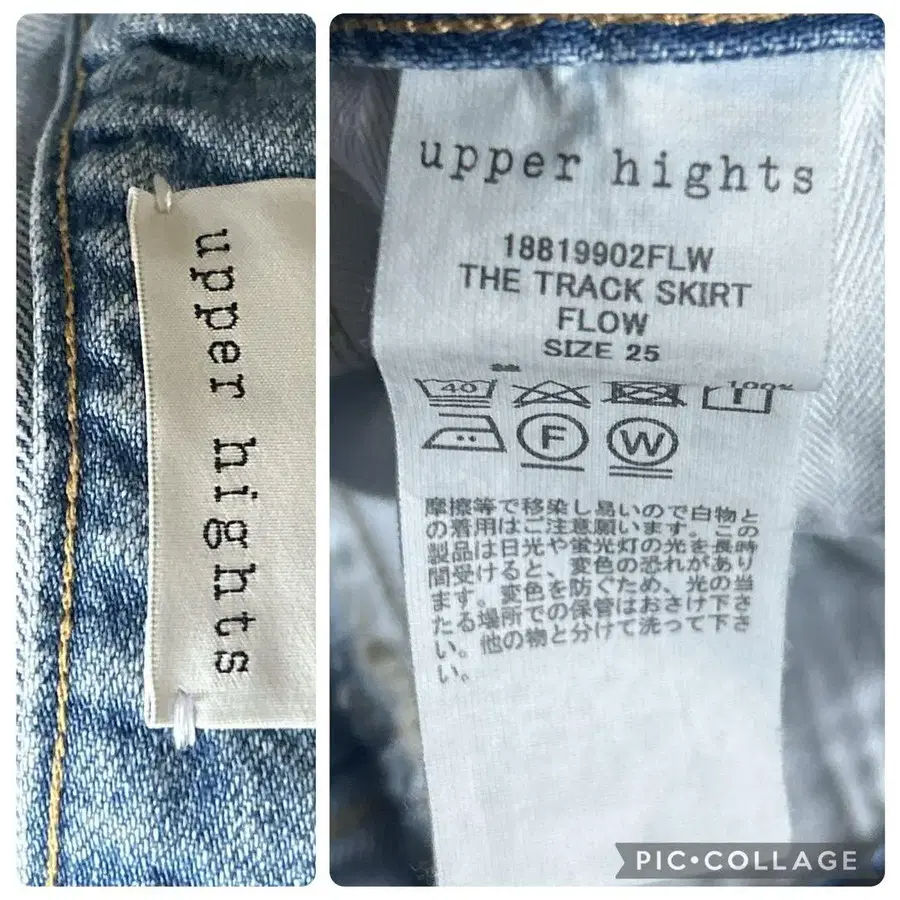 upper hights
upper hights
18819902FLW
THE TRACK SKIRT
FLOW
SIZE 25
40
100%
F W
摩擦等で移染し易いので白物と
の着用はご注意願います。この
製品は日光や蛍光灯の光を長時
間受けると、変色の恐れがあり
ます。変色を防ぐため、光の当
たる場所での保管はおさけ下さ
い。他の物と分けて洗って下さ
い。
PIC•COLLAGE